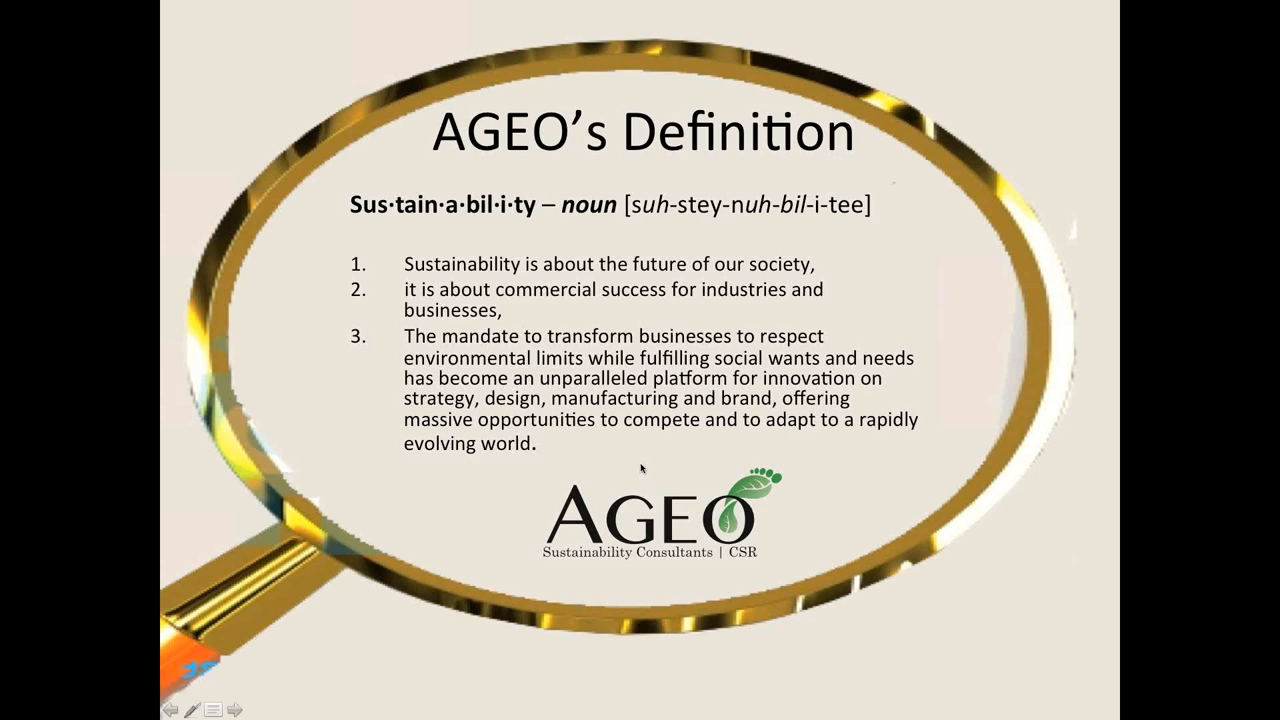 AGEO’s Definition
Sus·tain·a·bil·i·ty – noun [suh-stey-nuh-bil-i-tee]
1. Sustainability is about the future of our society,
2. it is about commercial success for industries and
businesses,
3. The mandate to transform businesses to respect
environmental limits while fulfilling social wants and needs
has become an unparalleled platform for innovation on
strategy, design, manufacturing and brand, offering
massive opportunities to compete and to adapt to a rapidly
evolving world.
AGEO
Sustainability Consultants | CSR